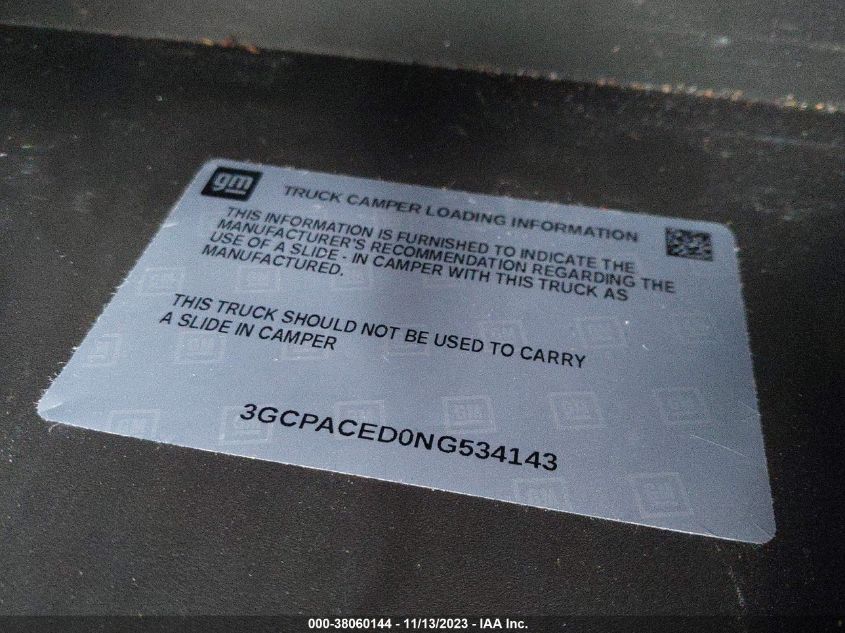 gm
TRUCK CAMPER LOADING INFORMATION
THIS INFORMATION IS FURNISHED TO INDICATE THE
MANUFACTURER'S RECOMMENDATION REGARDING THE
USE OF A SLIDE - IN CAMPER WITH THIS TRUCK AS
MANUFACTURED.
THIS TRUCK SHOULD NOT BE USED TO CARRY
A SLIDE IN CAMPER
3GCPACED0NG534143
000-38060144 - 11/13/2023 - IAA Inc.